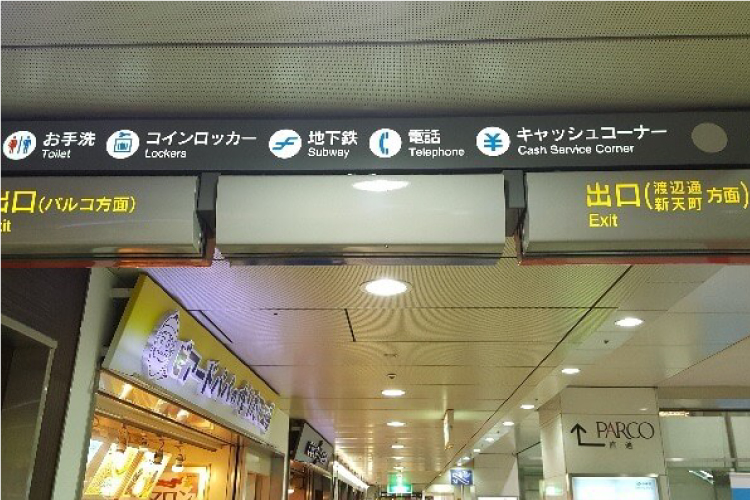 お手洗
Toilet
コインロッカー
Lockers
地下鉄
Subway
電話
Telephone
¥
キャッシュコーナー
Cash Service Corner
出口(パルコ方面)
出口(渡辺通 新天町 方面)
Exit
PARCO
直通